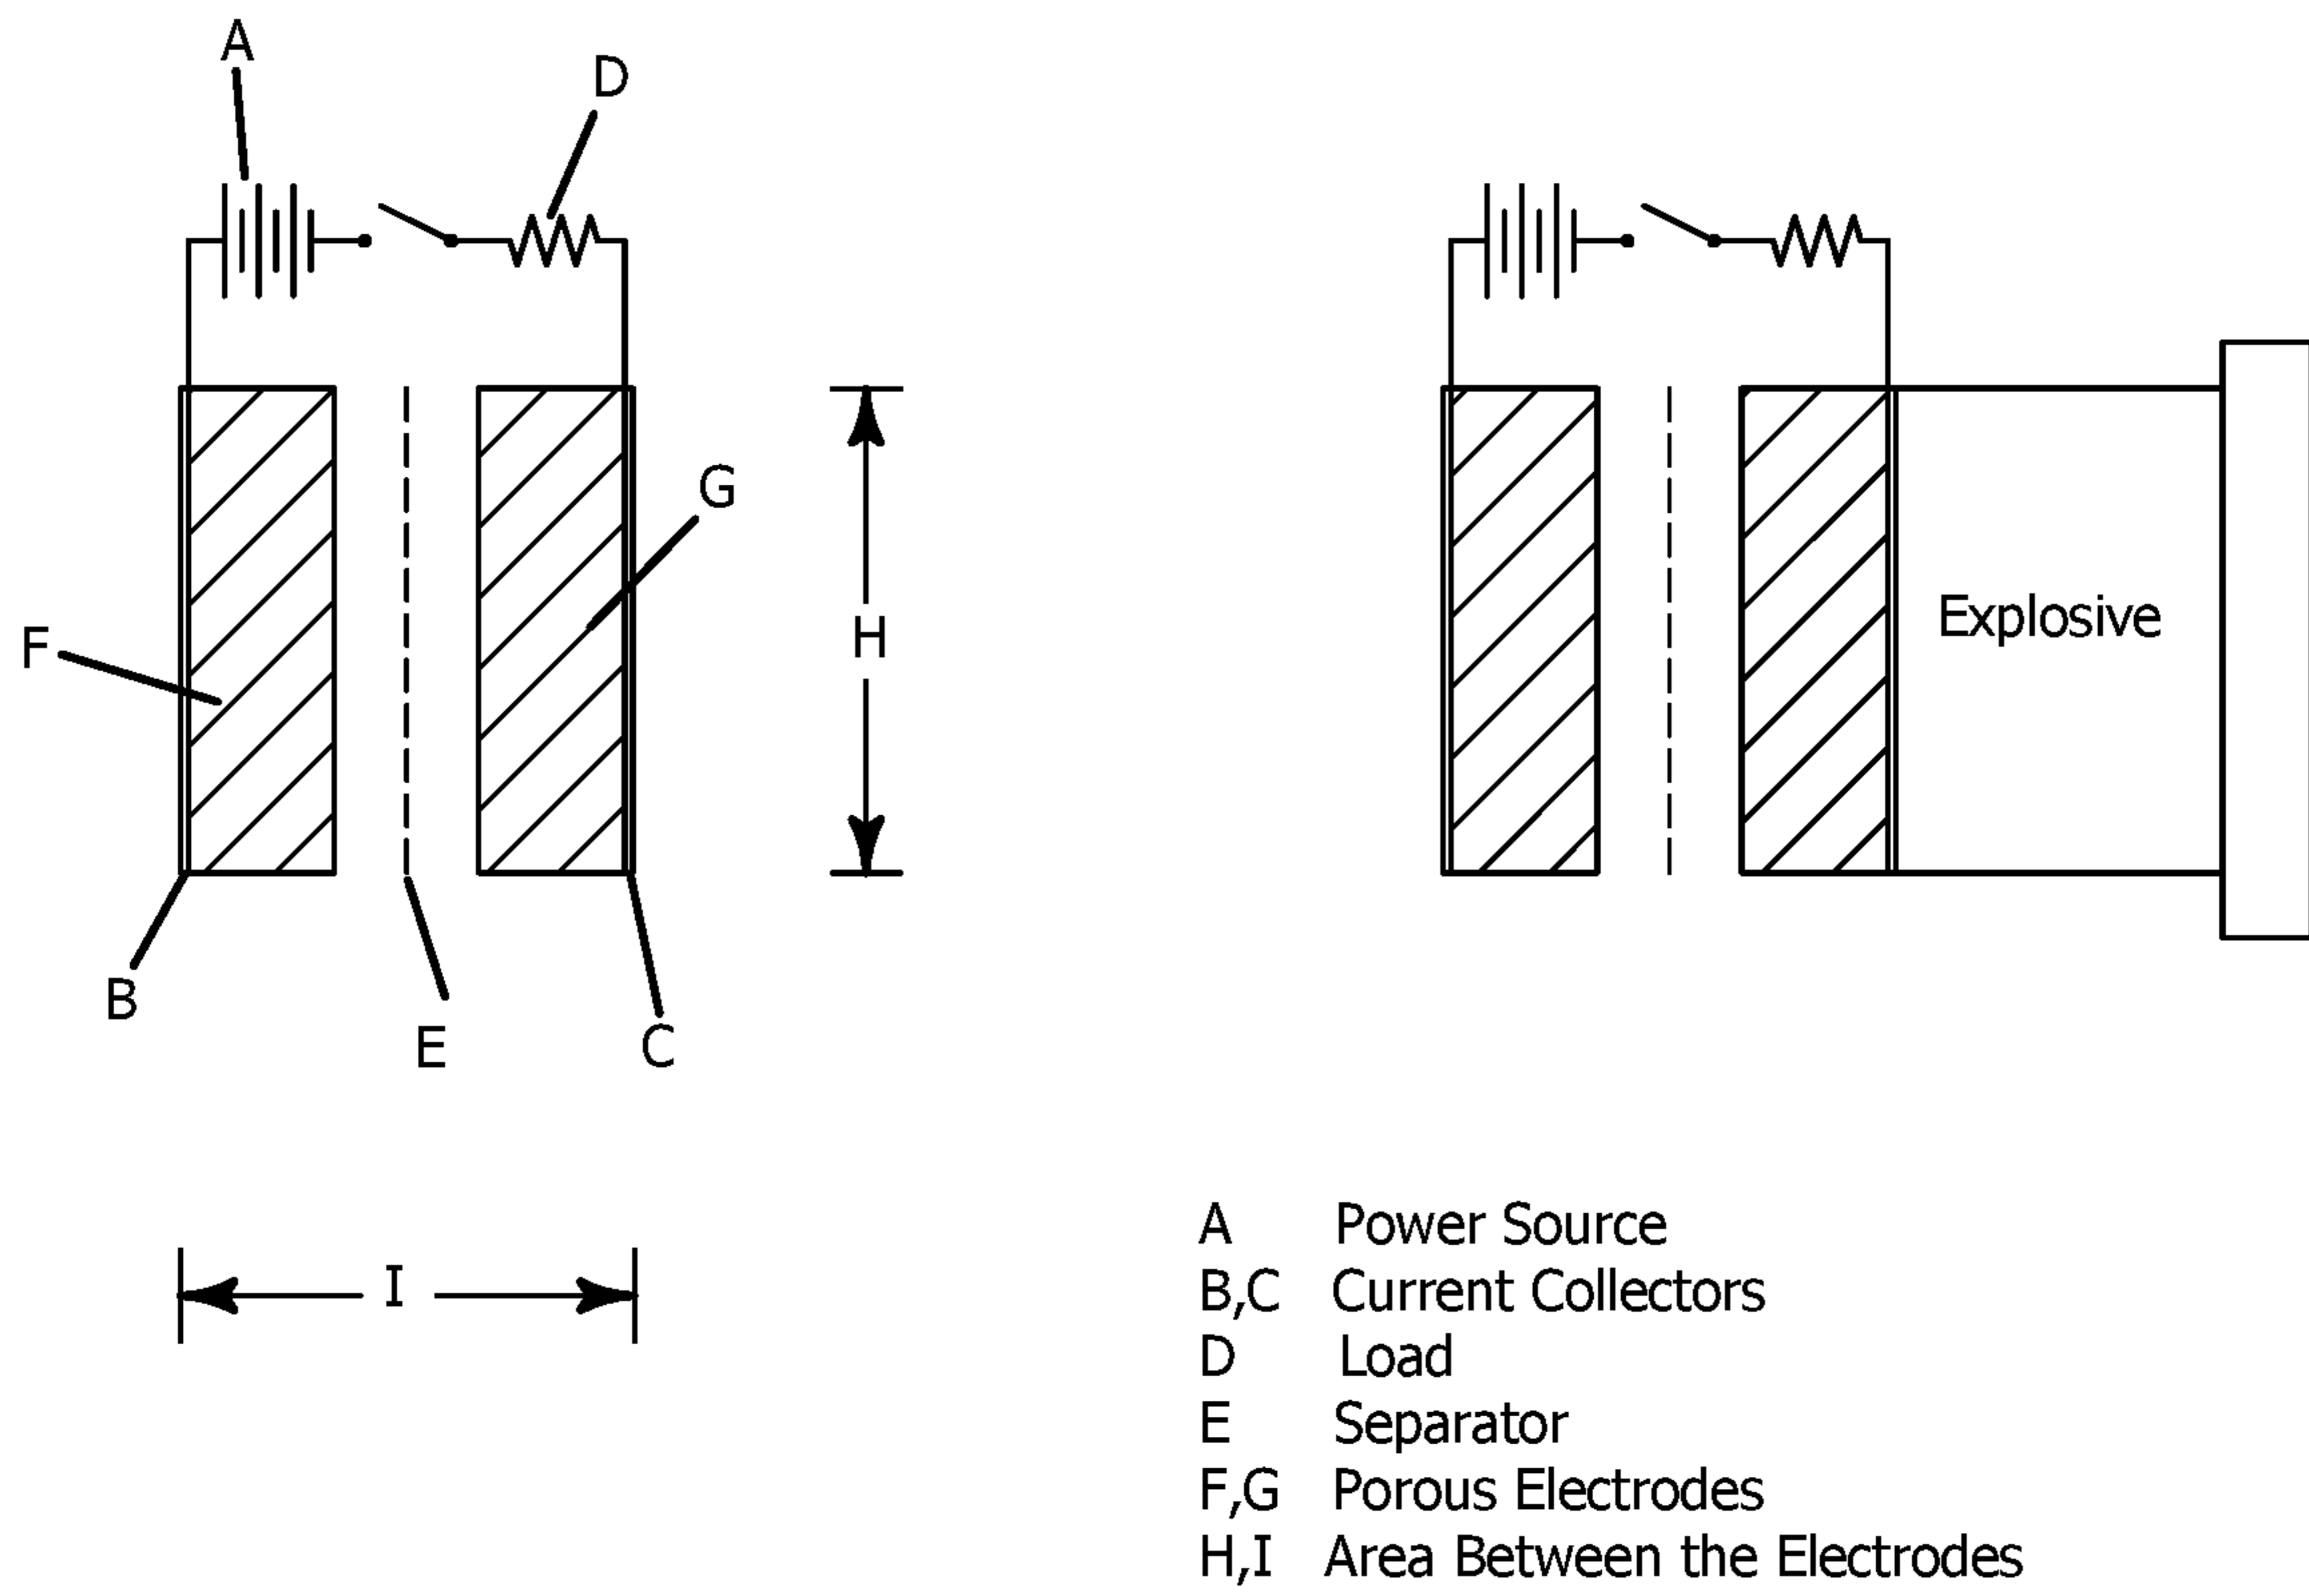 A
D
G
H
F
Explosive
B
E
C
I
A Power Source
B,C Current Collectors
D Load
E Separator
F,G Porous Electrodes
H,I Area Between the Electrodes